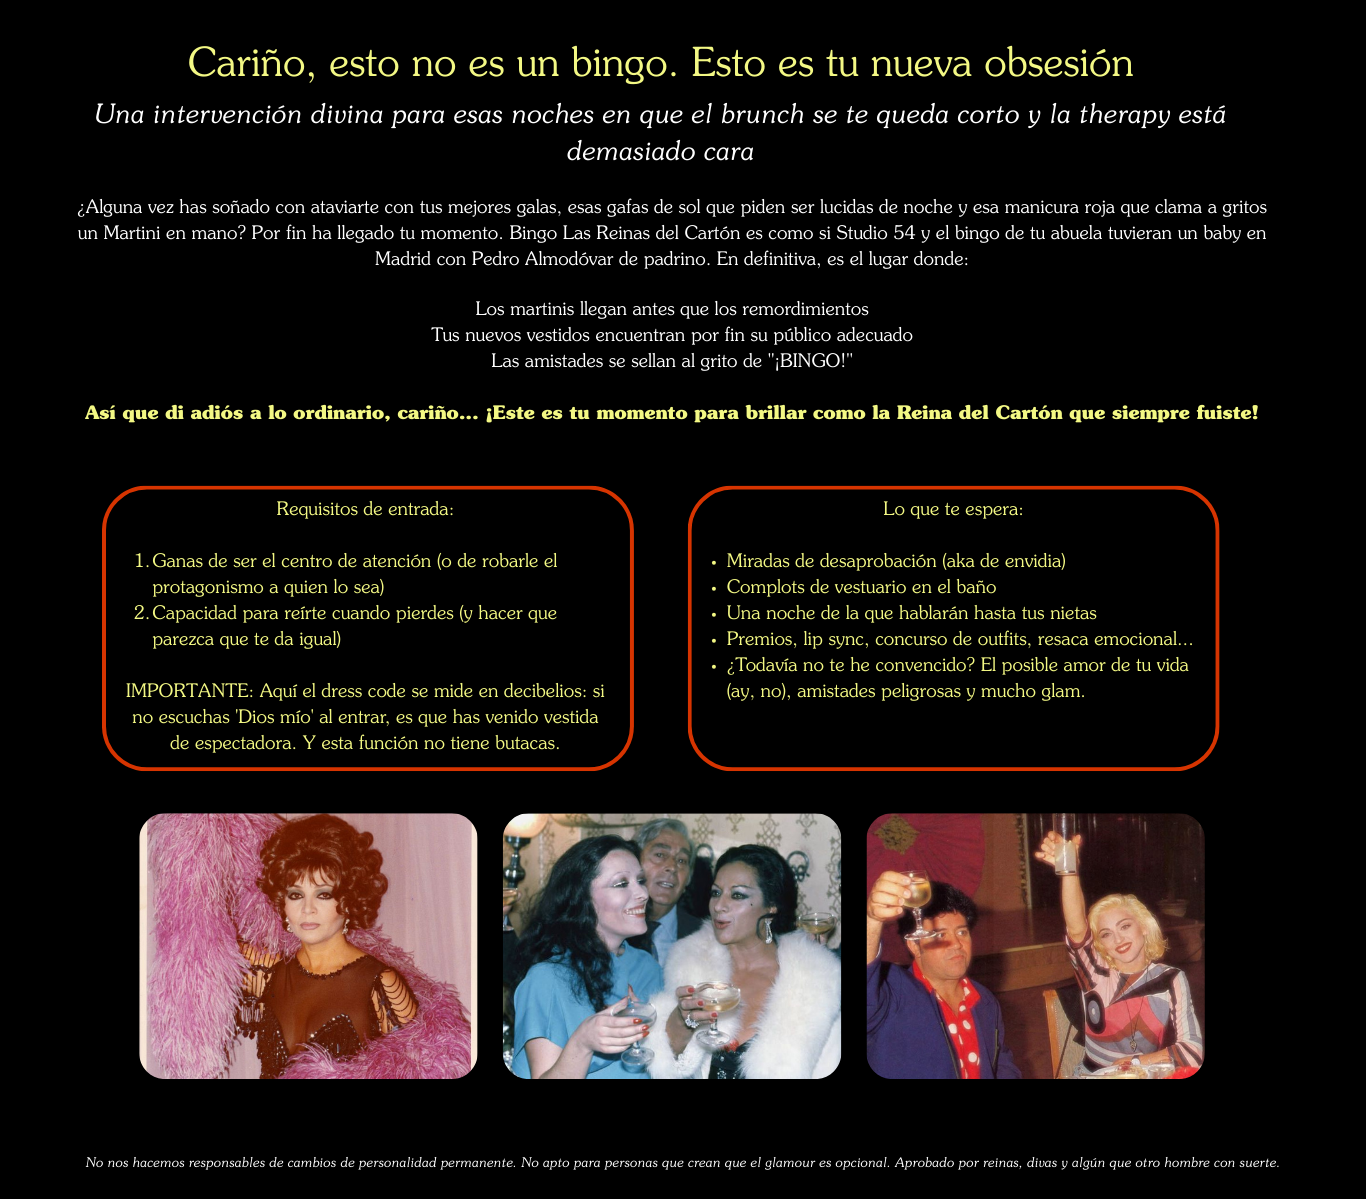 Cariño, esto no es un bingo. Esto es tu nueva obsesión
Una intervención divina para esas noches en que el brunch se te queda corto y la therapy está
demasiado cara
¿Alguna vez has soñado con ataviarte con tus mejores galas, esas gafas de sol que piden ser lucidas de noche y esa manicura roja que clama a gritos
un Martini en mano? Por fin ha llegado tu momento. Bingo Las Reinas del Cartón es como si Studio 54 y el bingo de tu abuela tuvieran un baby en
Madrid con Pedro Almodóvar de padrino. En definitiva, es el lugar donde:
Los martinis llegan antes que los remordimientos
Tus nuevos vestidos encuentran por fin su público adecuado
Las amistades se sellan al grito de "¡BINGO!"
Así que di adiós a lo ordinario, cariño... ¡Este es tu momento para brillar como la Reina del Cartón que siempre fuiste!
Requisitos de entrada:
1. Ganas de ser el centro de atención (o de robarle el
protagonismo a quien lo sea)
2. Capacidad para reírte cuando pierdes (y hacer que
parezca que te da igual)
IMPORTANTE: Aquí el dress code se mide en decibelios: si
no escuchas 'Dios mío' al entrar, es que has venido vestida
de espectadora. Y esta función no tiene butacas.
Lo que te espera:
• Miradas de desaprobación (aka de envidia)
• Complots de vestuario en el baño
• Una noche de la que hablarán hasta tus nietas
• Premios, lip sync, concurso de outfits, resaca emocional...
• ¿Todavía no te he convencido? El posible amor de tu vida
(ay, no), amistades peligrosas y mucho glam.
No nos hacemos responsables de cambios de personalidad permanente. No apto para personas que crean que el glamour es opcional. Aprobado por reinas, divas y algún que otro hombre con suerte.